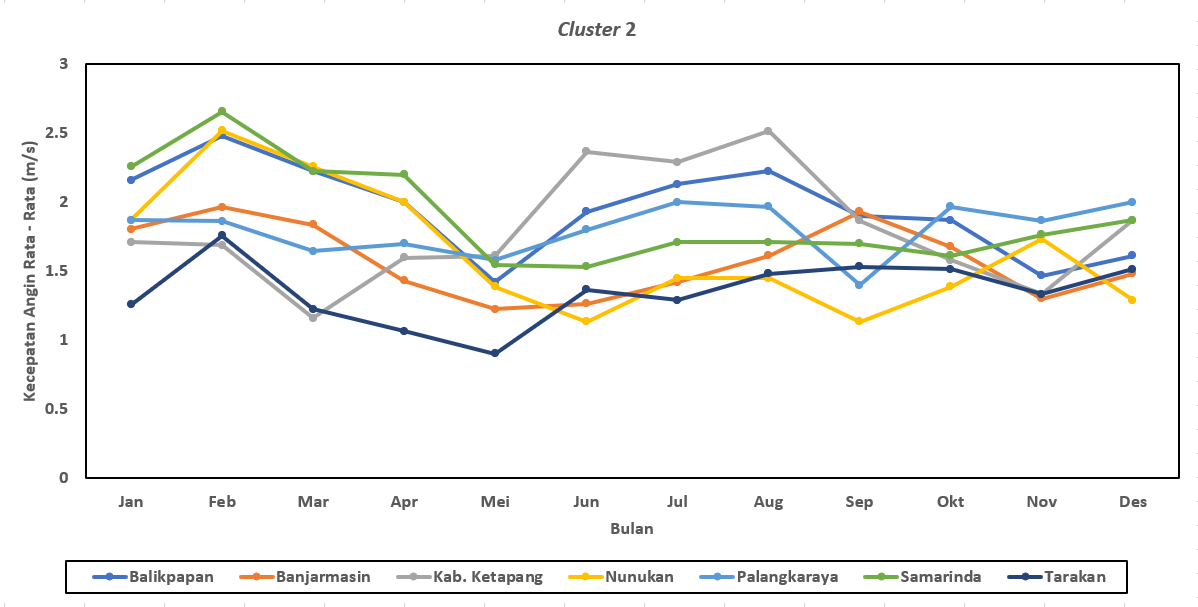 Cluster 2
Kecepatan Angin Rata - Rata (m/s)
3
2.5
2
1.5
1
0.5
0
Jan Feb Mar Apr Mei Jun Jul Aug Sep Okt Nov Des
Bulan
Balikpapan Banjarmasin Kab. Ketapang Nunukan Palangkaraya Samarinda Tarakan